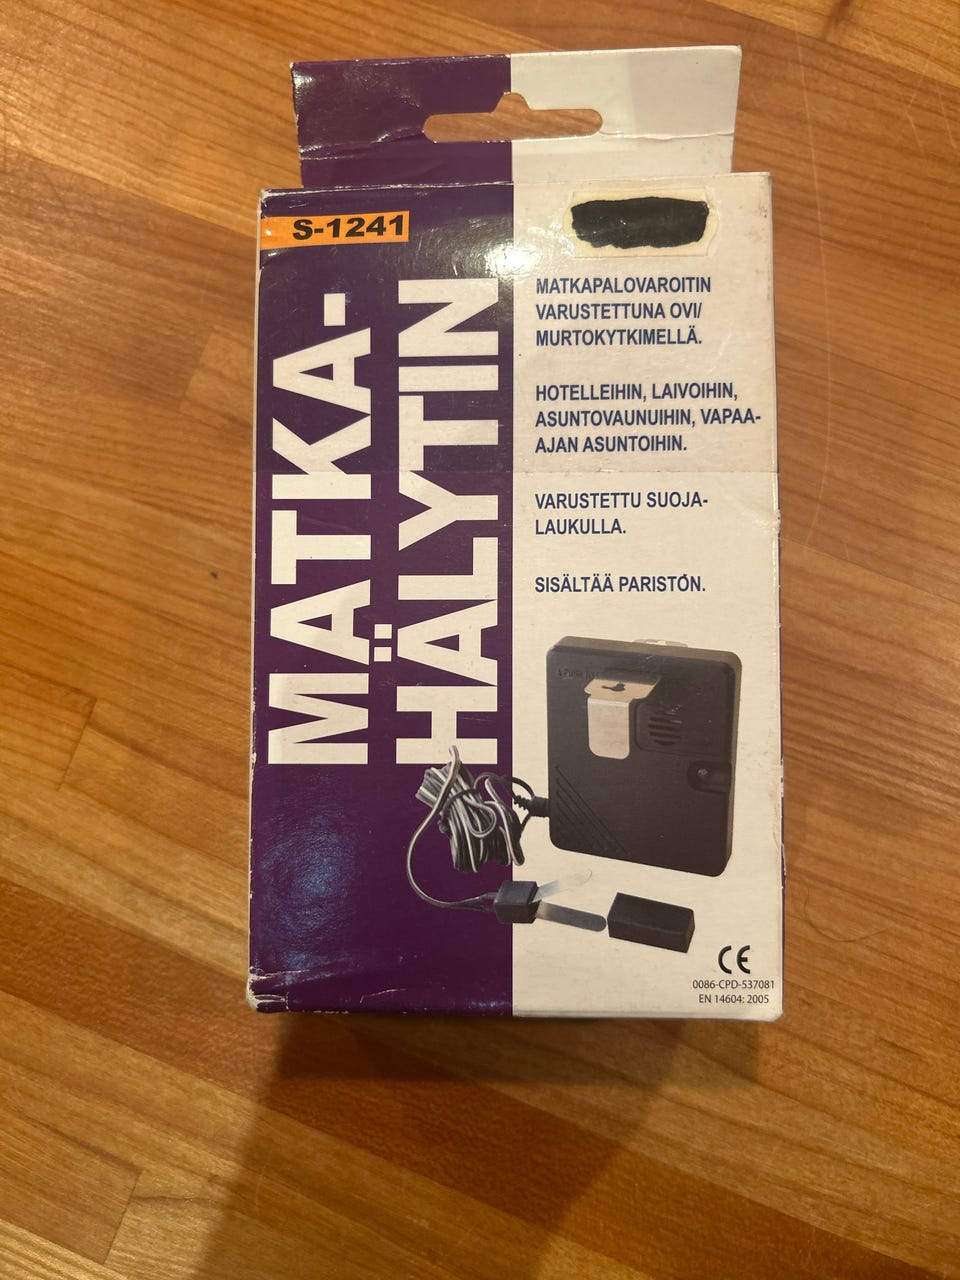 S-1241
MATKA-
HÄLYTIN
MATKAPALOVAROITIN
VARUSTETTUNA OVI/
MURTOKYTKIMELLÄ.
HOTELLEIHIN, LAIVOIHIN,
ASUNTOVAUNUIHIN, VAPAA-
AJAN ASUNTOIHIN.
VARUSTETTU SUOJA-
LAUKULLA.
SISÄLTÄÄ PARISTON.
CE
0086-CPD-537081
EN 14604: 2005